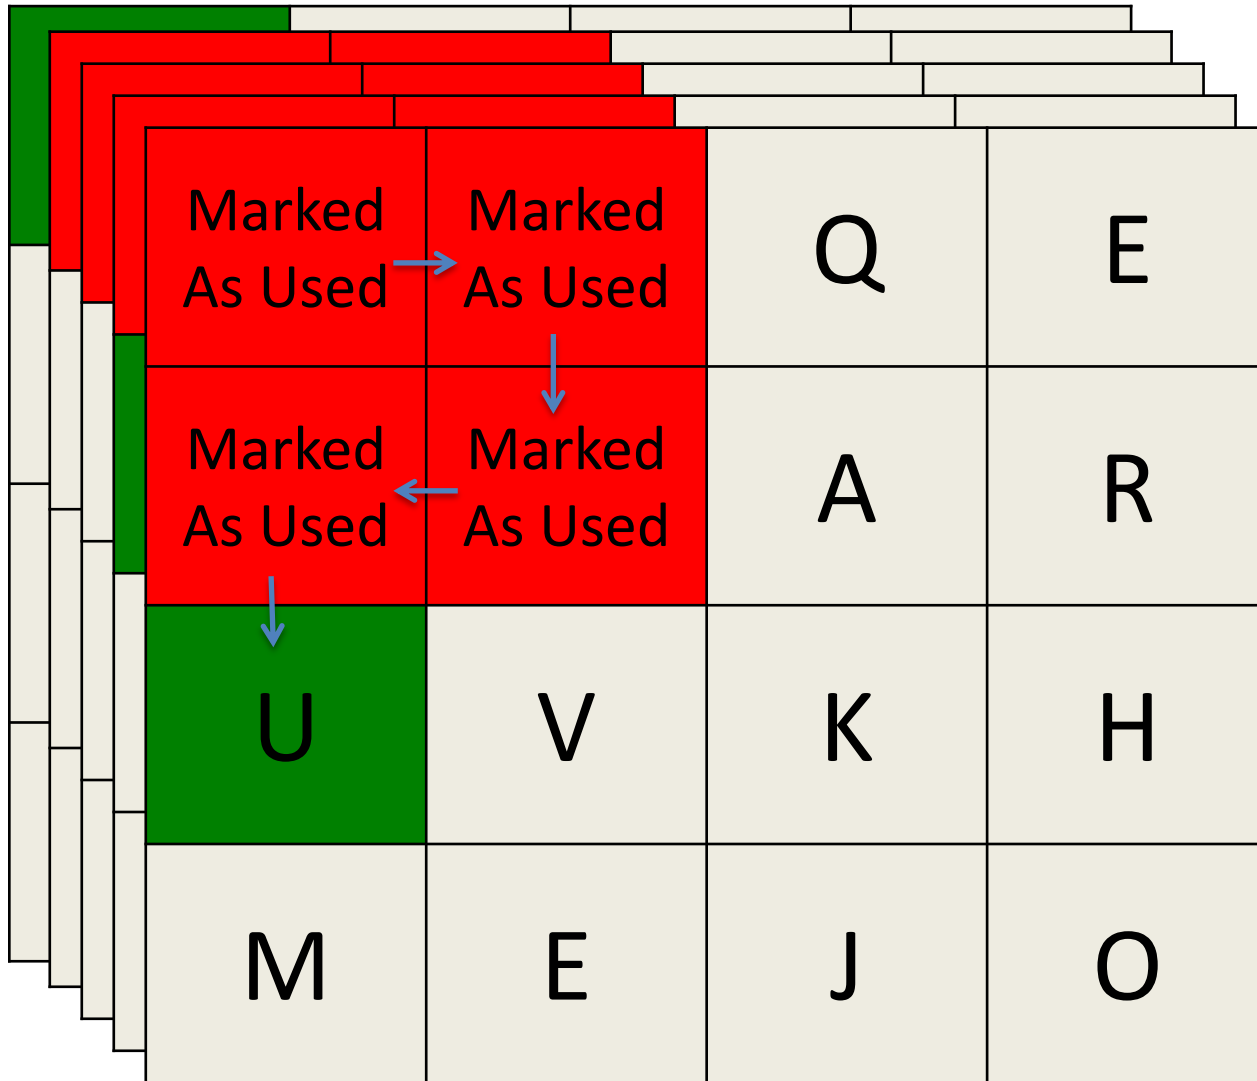 Marked Marked
As Used As Used Q E
Marked Marked
As Used As Used A R
U V K H
M E J O